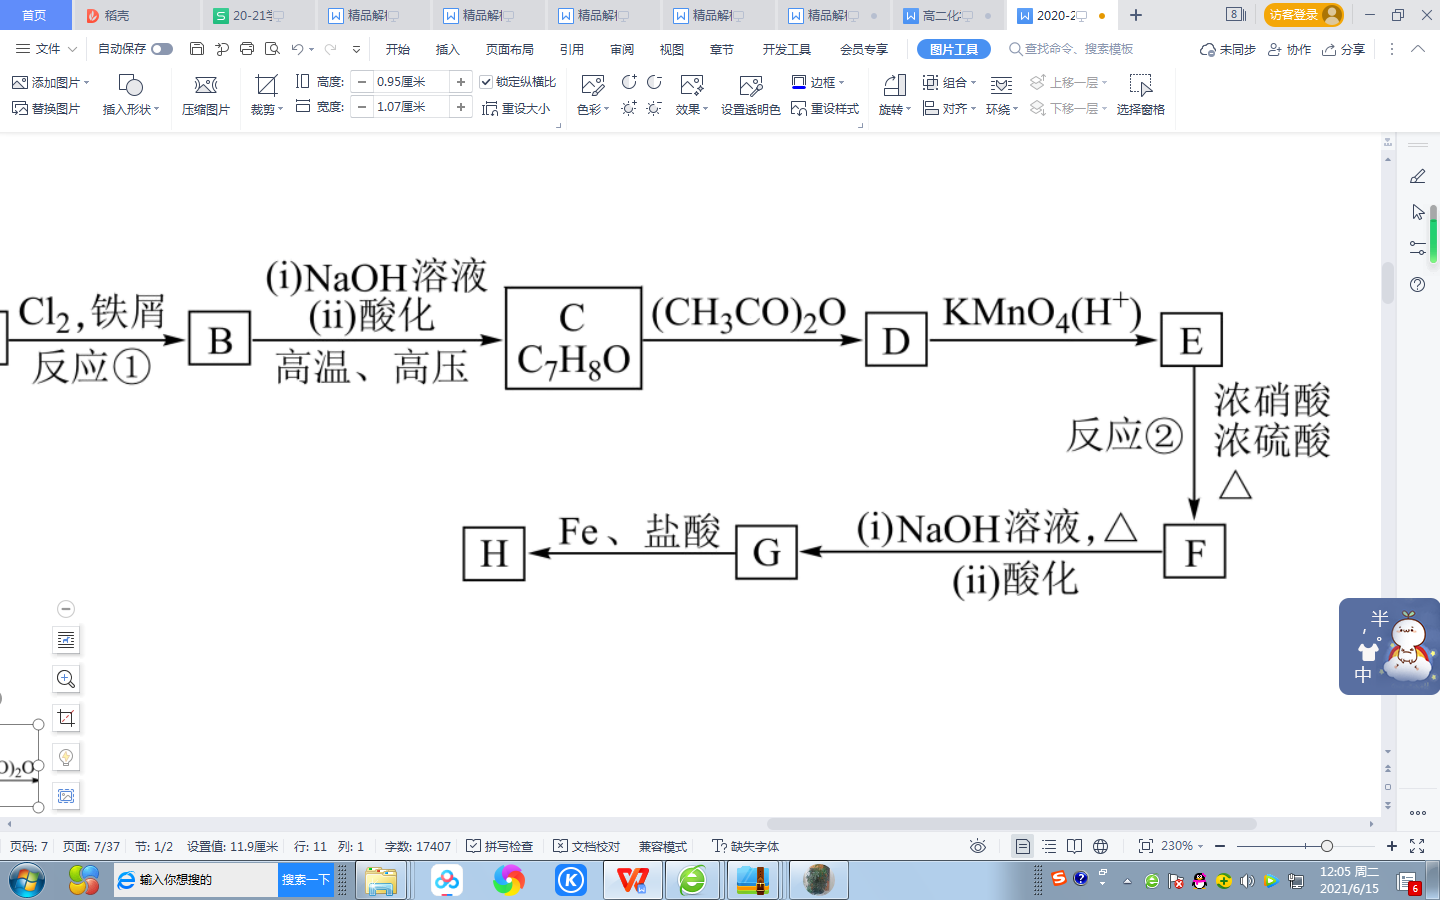 首页 稻壳 20-21学 精品解析 精品解析 精品解析 精品解析 精品解析 高二化 2020-2 8 访客登录
文件 自动保存 开始 插入 页面布局 引用 审阅 视图 章节 开发工具 会员专享 图片工具 查找命令、搜索模板 未同步 协作 分享
添加图片 插入形状 压缩图片 裁剪 高度: 0.95厘米 锁定纵横比 色彩 效果 设置透明色 边框 旋转 组合 环绕 上移一层 选择窗格
替换图片 宽度: 1.07厘米 重设大小 重设样式 对齐 下移一层
(i)NaOH溶液
Cl₂,铁屑 (ii)酸化 C (CH₃CO)₂O KMnO₄(H⁺)
B D E
反应① 高温、高压 C₇H₈O
浓硝酸
反应② 浓硫酸
△
Fe、盐酸 (i)NaOH溶液,△
H G F
(ii)酸化
半
中
O)₂O
页码: 7 页面: 7/37 节: 1/2 设置值: 11.9厘米 行: 11 列: 1 字数: 17407 拼写检查 文档校对 兼容模式 缺失字体 230%
输入你想搜的 搜索一下 12:05 周二
2021/6/15 6